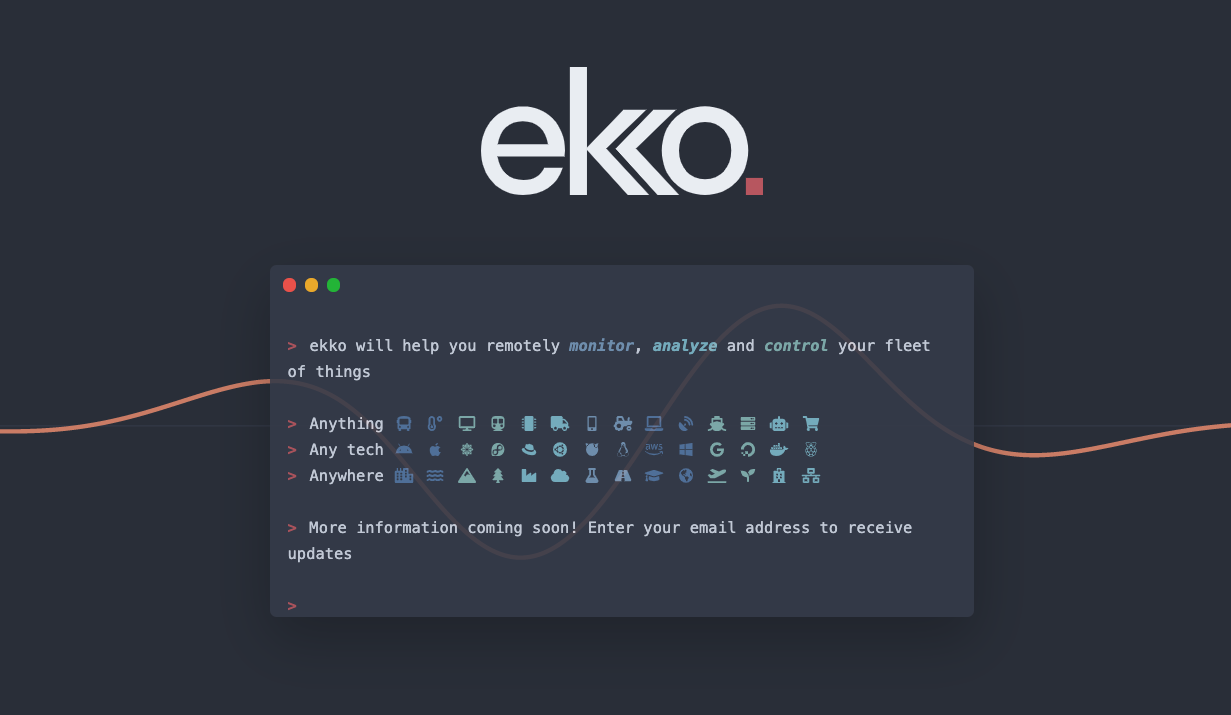 ekko.
> ekko will help you remotely monitor, analyze and control your fleet
of things
> Anything
> Any tech aws
> Anywhere
> More information coming soon! Enter your email address to receive
updates
>